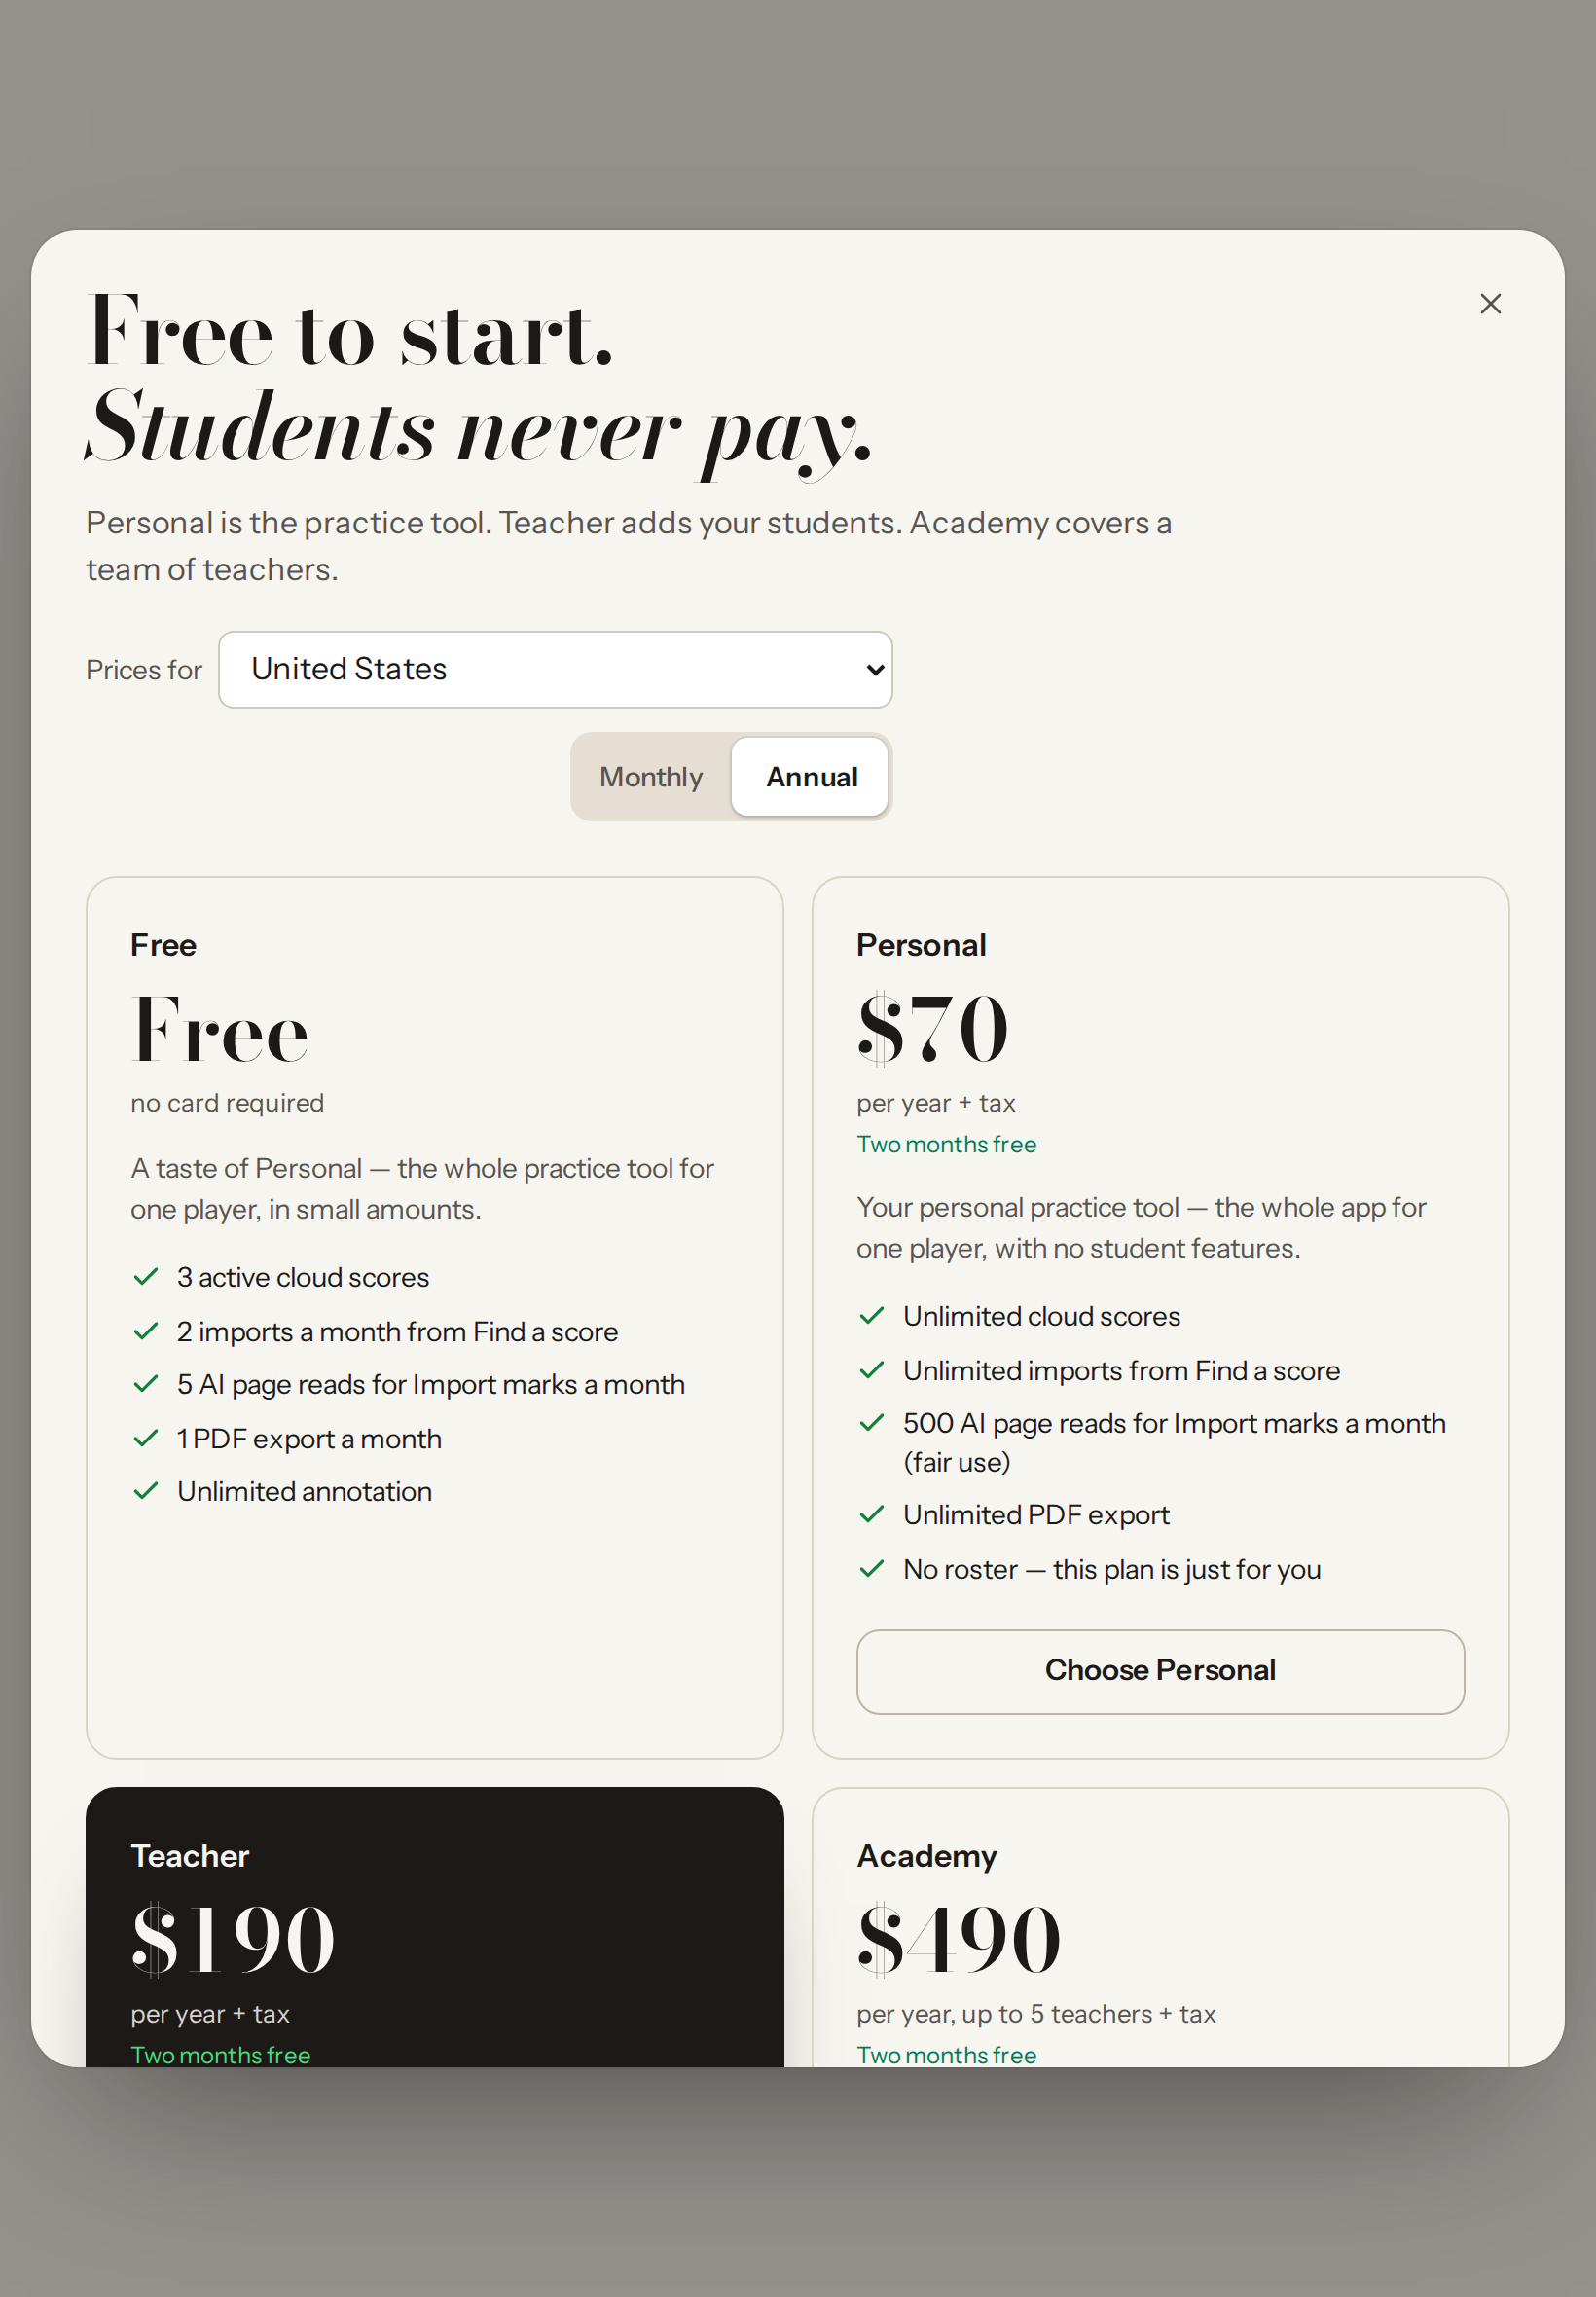 Free to start.
Students never pay.
Personal is the practice tool. Teacher adds your students. Academy covers a
team of teachers.
Prices for
United States
Monthly
Annual
Free
Free
no card required
A taste of Personal — the whole practice tool for
one player, in small amounts.
3 active cloud scores
2 imports a month from Find a score
5 AI page reads for Import marks a month
1 PDF export a month
Unlimited annotation
Personal
$70
per year + tax
Two months free
Your personal practice tool — the whole app for
one player, with no student features.
Unlimited cloud scores
Unlimited imports from Find a score
500 AI page reads for Import marks a month
(fair use)
Unlimited PDF export
No roster — this plan is just for you
Choose Personal
Teacher
$190
per year + tax
Two months free
Academy
$490
per year, up to 5 teachers + tax
Two months free